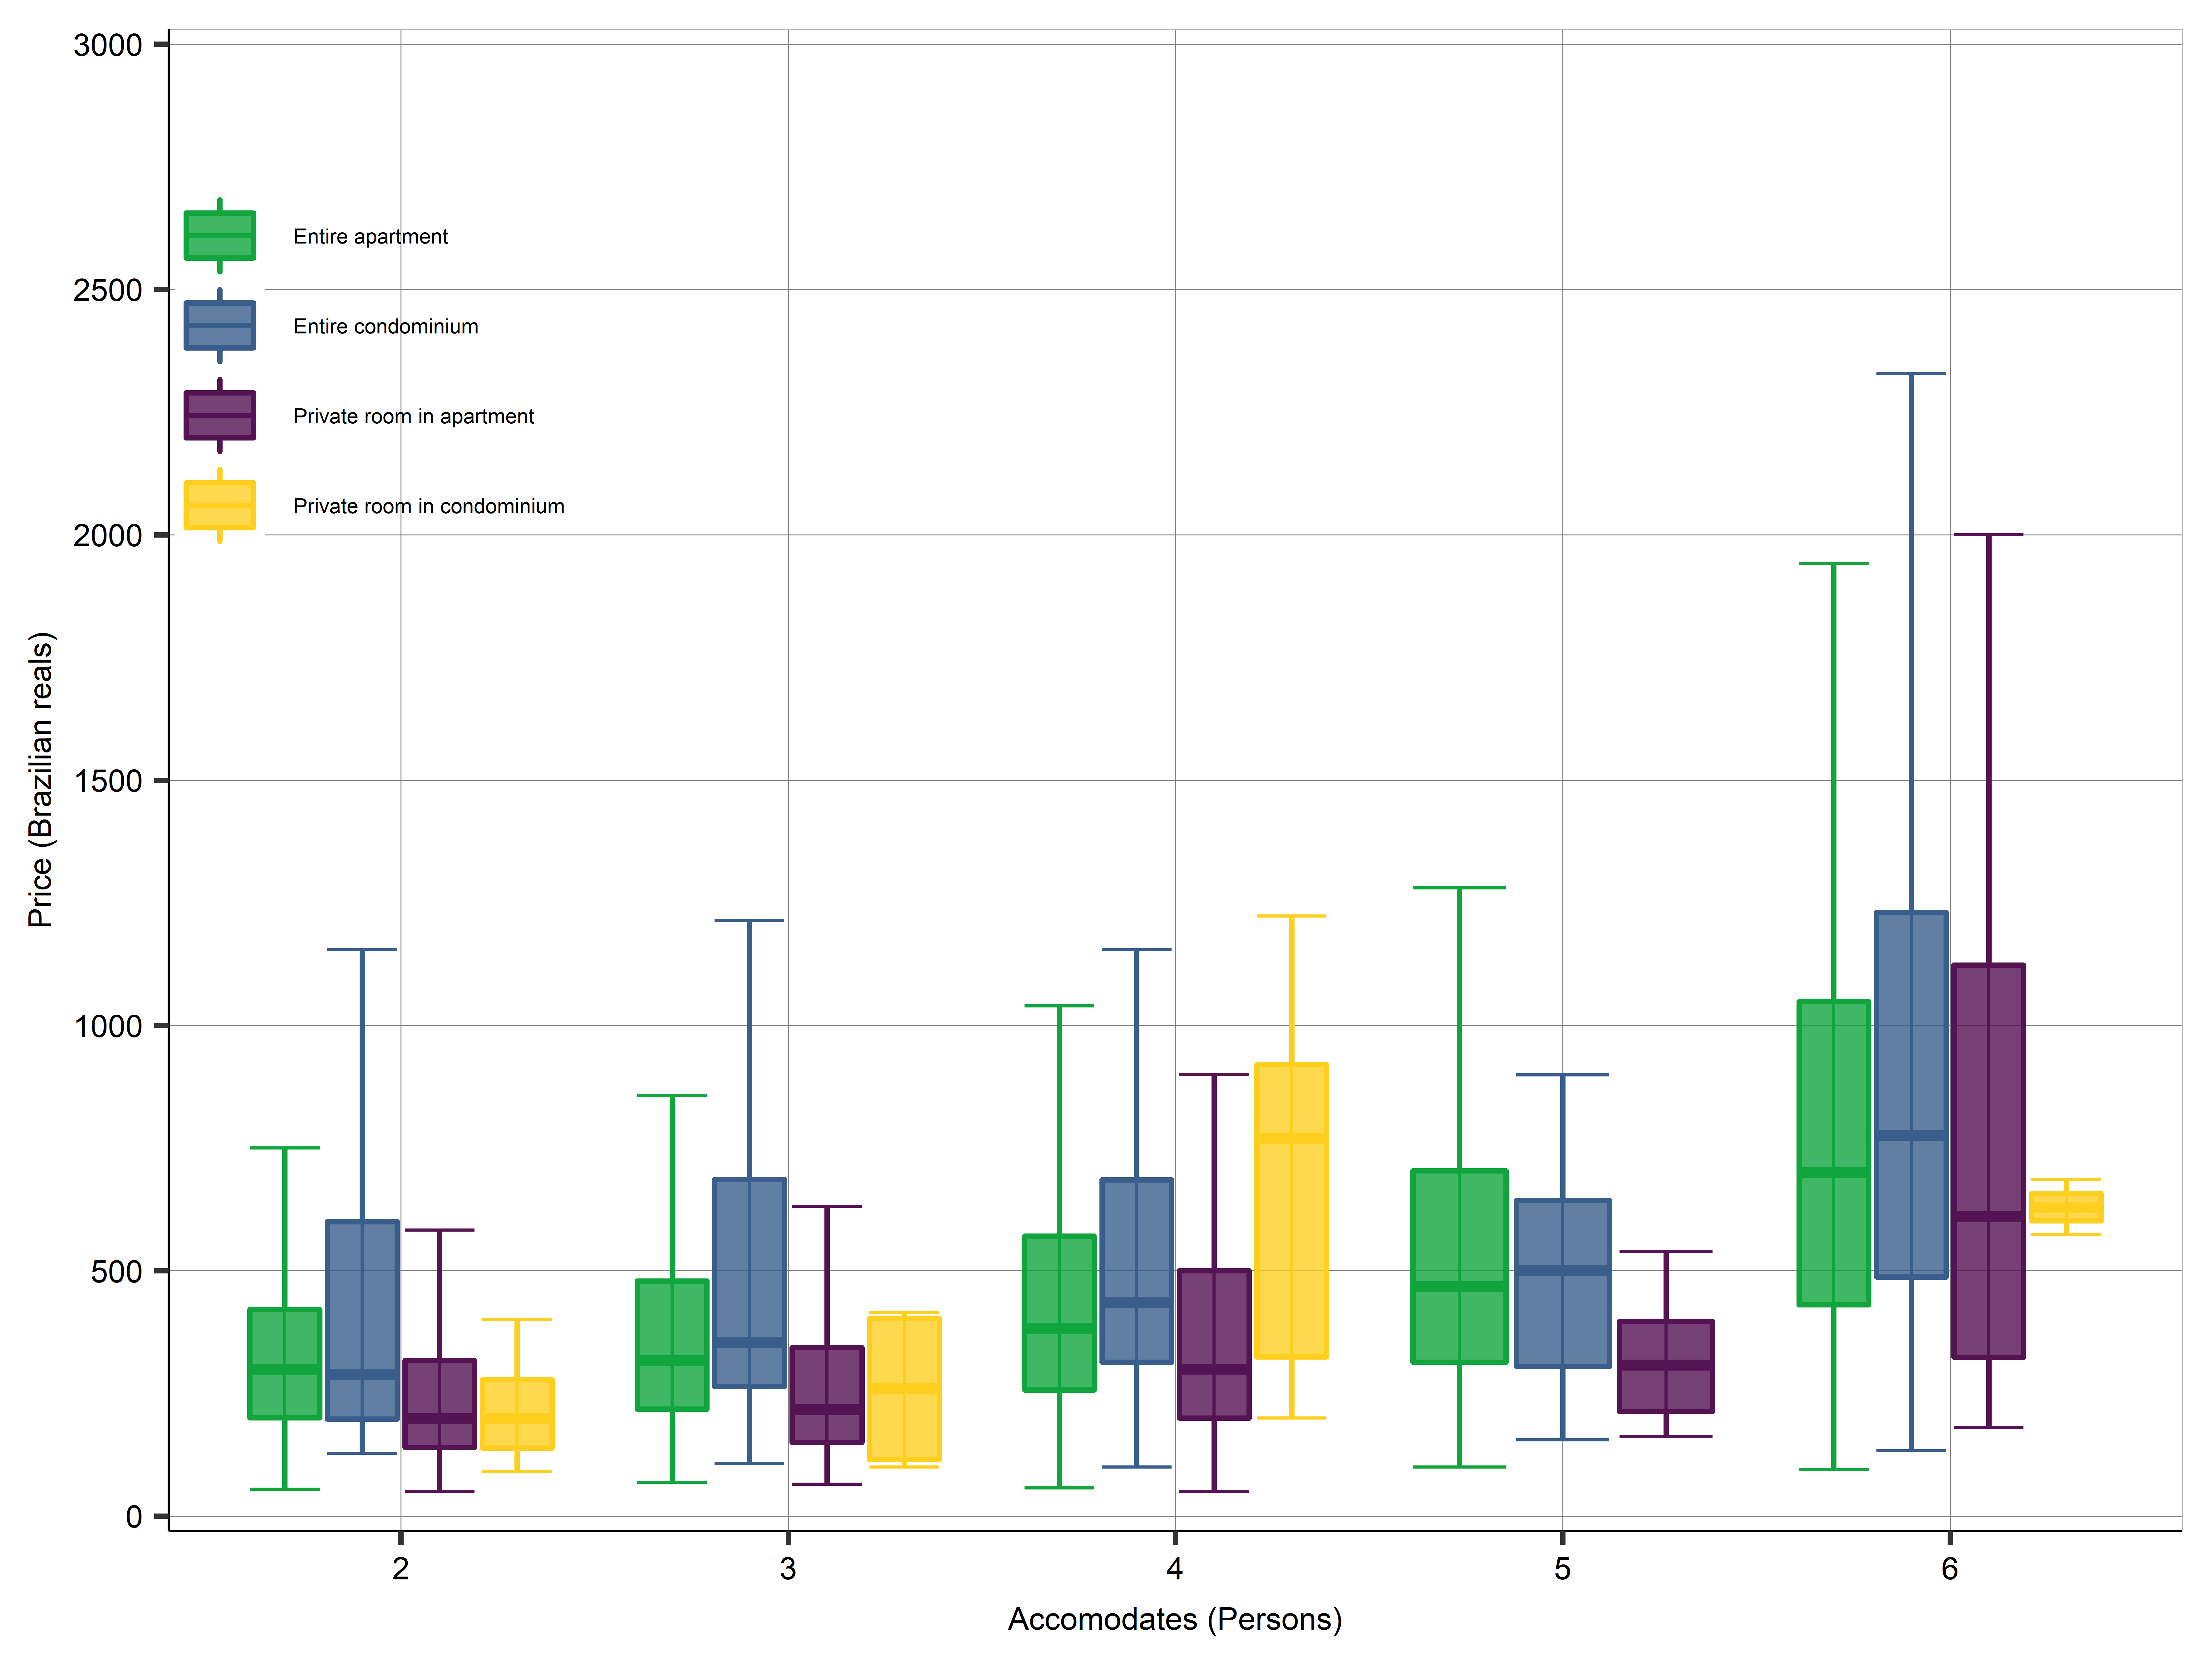 3000
2500
2000
1500
1000
500
0
Price (Brazilian reals)
Entire apartment
Entire condominium
Private room in apartment
Private room in condominium
2 3 4 5 6
Accomodates (Persons)